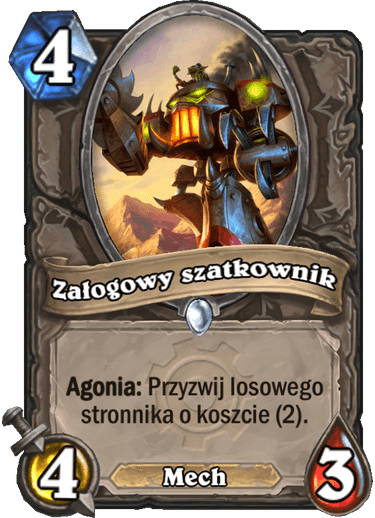 4
Załogowy szatkownik
Agonia: Przyzwij losowego
stronnika o koszcie (2).
4
Mech
3